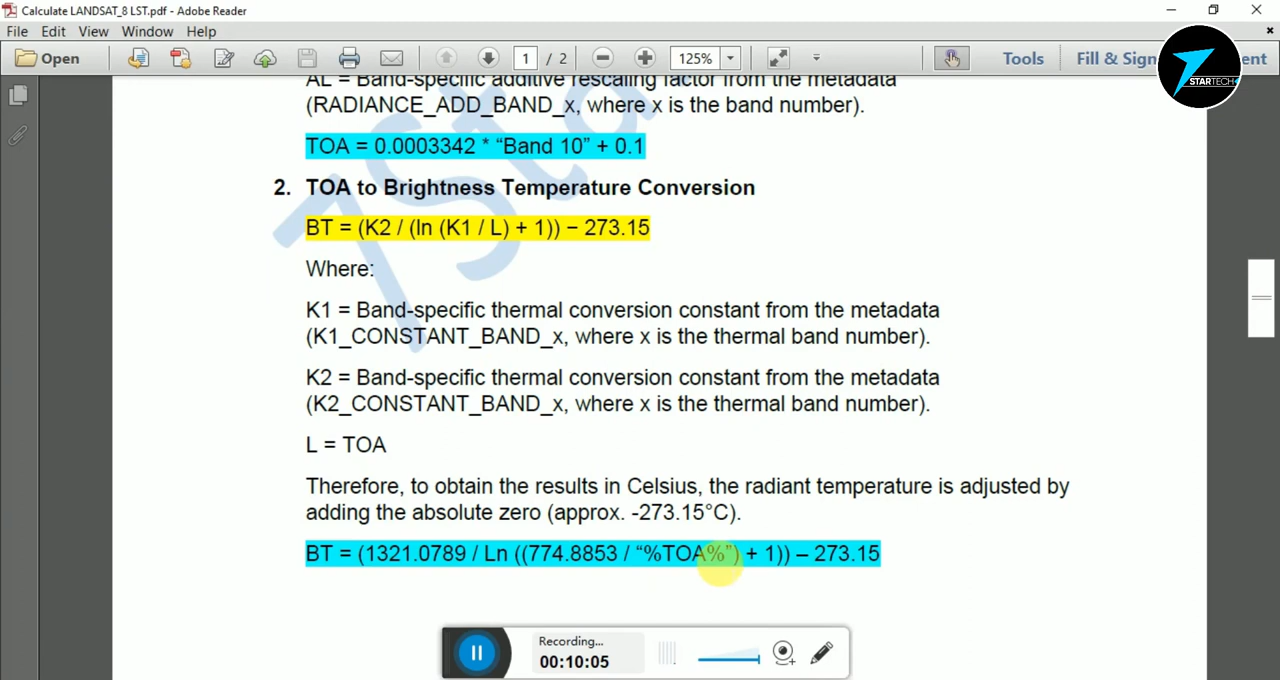 Calculate LANDSAT_8 LST.pdf - Adobe Reader
File Edit View Window Help
Open 1 / 2 125% Tools Fill & Sign ent
STARTECH
AL = Band-specific additive rescaling factor from the metadata
(RADIANCE_ADD_BAND_x, where x is the band number).
TOA = 0.0003342 * “Band 10” + 0.1
2. TOA to Brightness Temperature Conversion
BT = (K2 / (ln (K1 / L) + 1)) − 273.15
Where:
K1 = Band-specific thermal conversion constant from the metadata
(K1_CONSTANT_BAND_x, where x is the thermal band number).
K2 = Band-specific thermal conversion constant from the metadata
(K2_CONSTANT_BAND_x, where x is the thermal band number).
L = TOA
Therefore, to obtain the results in Celsius, the radiant temperature is adjusted by
adding the absolute zero (approx. -273.15°C).
BT = (1321.0789 / Ln ((774.8853 / “%TOA%”) + 1)) – 273.15
7Sta
Recording...
00:10:05